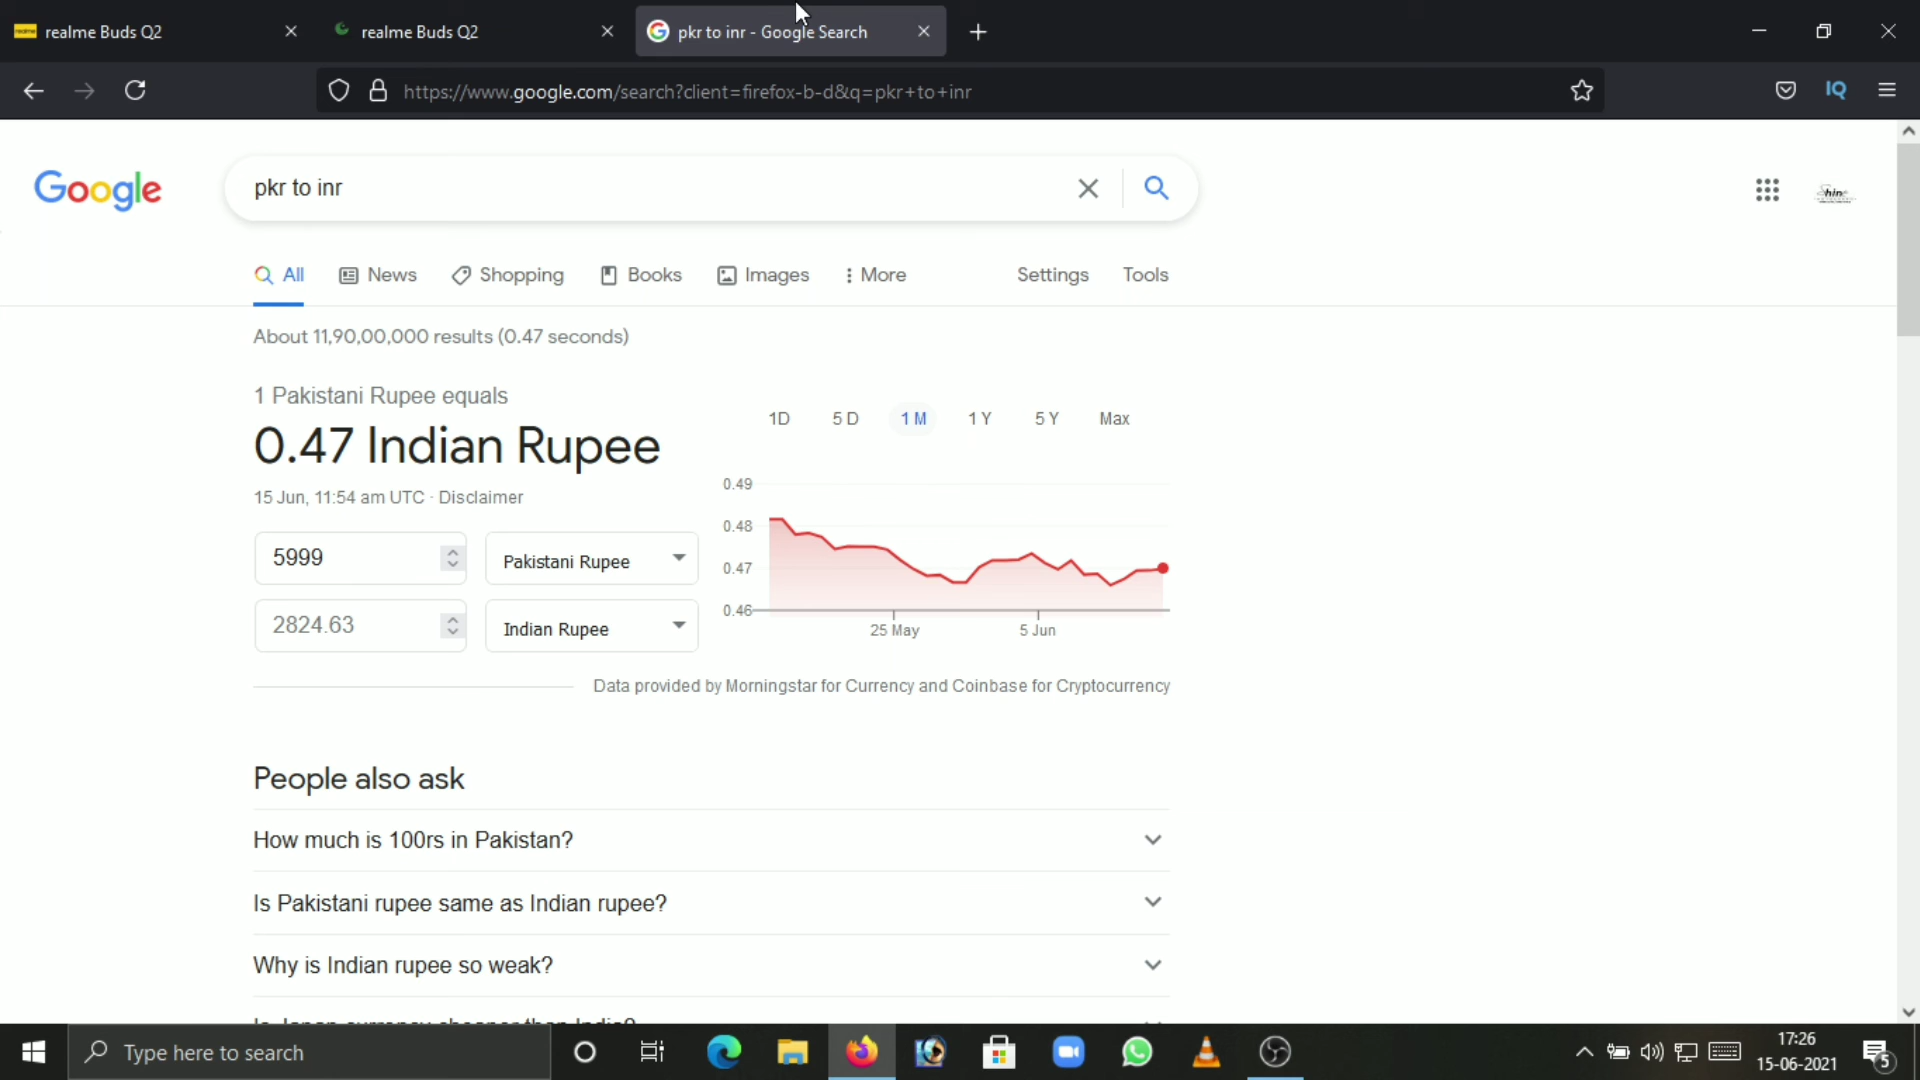 realme Buds Q2
realme Buds Q2
pkr to inr - Google Search
https://www.google.com/search?client=firefox-b-d&q=pkr+to+inr
IQ
Google
pkr to inr
Shine
All
News
Shopping
Books
Images
More
Settings
Tools
About 11,90,00,000 results (0.47 seconds)
1 Pakistani Rupee equals
0.47 Indian Rupee
15 Jun, 11:54 am UTC · Disclaimer
5999
Pakistani Rupee
2824.63
Indian Rupee
1D
5D
1M
1Y
5Y
Max
0.49
0.48
0.47
0.46
25 May
5 Jun
Data provided by Morningstar for Currency and Coinbase for Cryptocurrency
People also ask
How much is 100rs in Pakistan?
Is Pakistani rupee same as Indian rupee?
Why is Indian rupee so weak?
Type here to search
17:26
15-06-2021
5